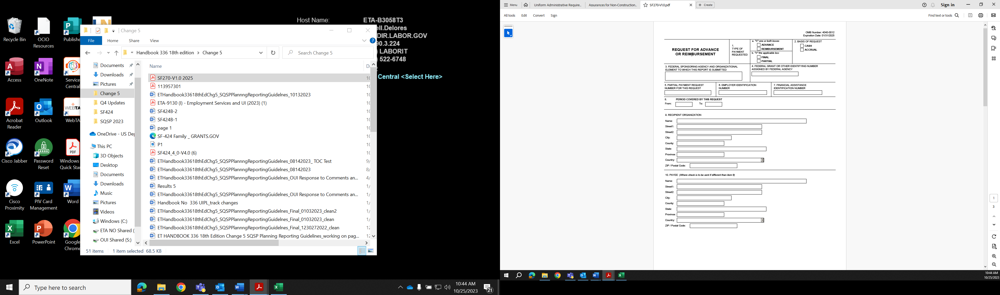 Recycle Bin
OCIO
Resources
Publishe
Access
OneNote
Service
Central
Acrobat
Reader
Outlook
WebTA
Cisco Jabber
Password
Reset
Windows
Quick Star
Cisco
Proximity
PIV Card
Management
Word
Excel
PowerPoint
Google
Chrome
Host Name:
ETA-B3058T3
ll.Delores
DIR.LABOR.GOV
90.3.224
) LABORIT
) 522-6748
Central <Select Here>
Change 5
File
Home
Share
View
« Handbook 336 18th edition > Change 5
Search Change 5
Documents
Downloads
Pictures
Change 5
Q4 Updates
SF424
SQSP 2023
OneDrive - US Dep
This PC
3D Objects
Desktop
Documents
Downloads
Music
Pictures
Videos
Windows (C:)
ETA NO Shared (
OUI Shared (S:)
Name
SF270-V1.0 2025
113957301
ETHandbook33618thEdChg5_SQSPPlannngReportingGuidelnes_10132023
ETA-9130 (I) - Employment Services and UI (2023) (1)
SF424B-2
SF424B-1
page 1
SF-424 Family _ GRANTS.GOV
P1
SF424_4_0-V4.0 (6)
ETHandbook33618thEdChg5_SQSPPlannngReportingGuidelnes_08142023_ TOC Test
ETHandbook33618thEdChg5_SQSPPlannngReportingGuidelnes_08142023
ETHandbook33618thEdChg5_SQSPPlannngReportingGuidelnes_OUI Response to Comments an...
Results 5
ETHandbook33618thEdChg5_SQSPPlannngReportingGuidelnes_OUI Response to Comments an...
Handbook No  336 UIPL_track changes
ETHandbook33618thEdChg5_SQSPPlannngReportingGuidelnes_Final_01032023_clean2
ETHandbook33618thEdChg5_SQSPPlannngReportingGuidelnes_Final_01032023_clean
ETHandbook33618thEdChg5_SQSPPlannngReportingGuidelnes_Final_1230272022_clean
ET HANDBOOK 336 18th Edition Change 5 SQSP Planning Reporting Guidelines_working on pag...
51 items
1 item selected  68.5 KB
Type here to search
10:44 AM
10/25/2023
21
Menu
Uniform Administrative Require...
Assurances for Non-Construction...
SF270-V1.0.pdf
+ Create
Sign in
All tools
Edit
Convert
Sign
Find text or tools
OMB Number: 4040-0012
Expiration Date: 01/31/2025
REQUEST FOR ADVANCE
OR REIMBURSEMENT
1.
TYPE OF
PAYMENT
REQUESTED
a. "X" one or both boxes
ADVANCE
REIMBURSEMENT
b. "X" the applicable box
FINAL
PARTIAL
2. BASIS OF REQUEST
CASH
ACCRUAL
3. FEDERAL SPONSORING AGENCY AND ORGANIZATIONAL
ELEMENT TO WHICH THIS REPORT IS SUBMITTED
4. FEDERAL GRANT OR OTHER IDENTIFYING NUMBER
ASSIGNED BY FEDERAL AGENCY
5. PARTIAL PAYMENT REQUEST
NUMBER FOR THIS REQUEST
6. EMPLOYER IDENTIFICATION
NUMBER
7. FINANCIAL ASSISTANCE
IDENTIFICATION NUMBER
8. PERIOD COVERED BY THIS REQUEST
From:
To:
9. RECIPIENT ORGANIZATION
Name:
Street1:
Street2:
City:
County:
State:
Province:
Country:
ZIP / Postal Code:
10. PAYEE (Where check is to be sent if different than item 9)
Name:
Street1:
Street2:
City:
County:
State:
Province:
Country:
ZIP / Postal Code:
1
3
10:44 AM
10/25/2023